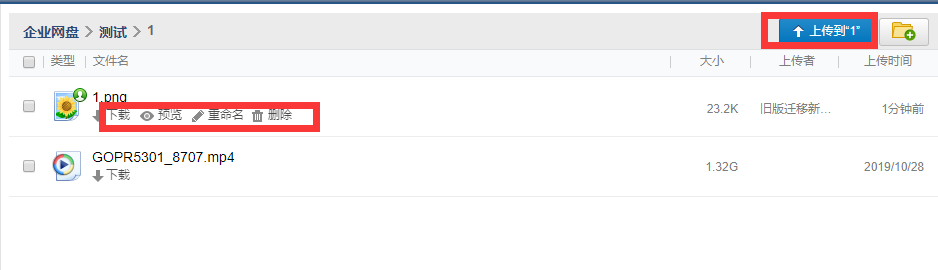 企业网盘 > 测试 > 1
上传到“1”
类型 文件名 大小 上传者 上传时间
1.png
下载 预览 重命名 删除
23.2K 旧版迁移新... 1分钟前
GOPR5301_8707.mp4
下载
1.32G 2019/10/28